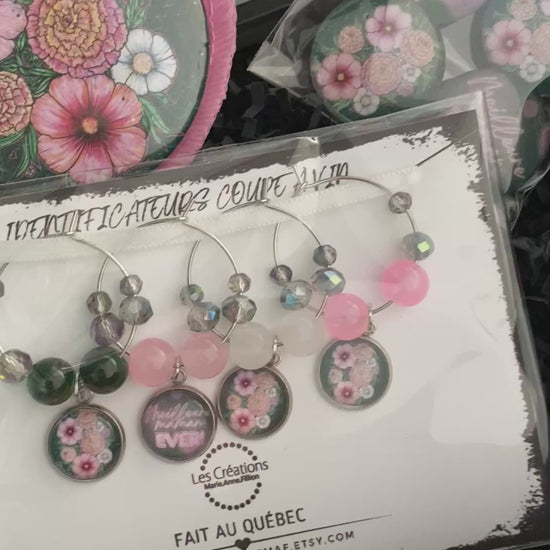 IDENTIFICATEURS COUPE À VIN
Meilleure
maman
EVER
Les Créations
Marie.Anne.Fillion
FAIT AU QUÉBEC
.ETSY.COM